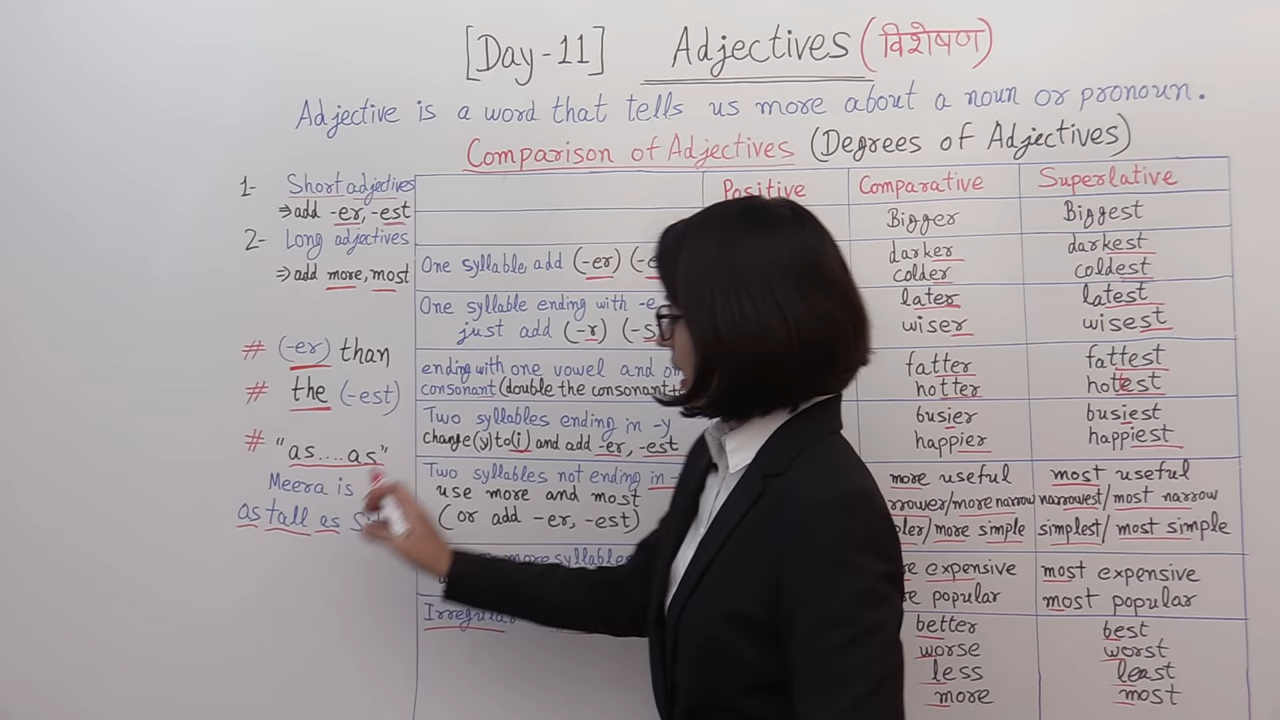 [Day-11] Adjectives (विशेषण)
Adjective is a word that tells us more about a noun or pronoun.
Comparison of Adjectives (Degrees of Adjectives)
1- Short adjectives
⇒ add -er, -est
2- Long adjectives
⇒ add more, most
# (-er) than
# the (-est)
# "as....as"
Meera is
as tall as
Positive Comparative Superlative
Bigger Biggest
One syllable, add (-er) darker darkest
colder coldest
One syllable ending with -e later latest
just add (-r) wiser wisest
ending with one vowel and fatter fattest
consonant (double the consonant hotter hottest
Two syllables ending in -y busier busiest
change (y) to (i) and add -er, -est happier happiest
Two syllables not ending in more useful most useful
use more and most /more narrow narrowest/ most narrow
(or add -er, -est) / more simple simplest/ most simple
more syllables expensive most expensive
popular most popular
Irregular better best
worse worst
less least
more most